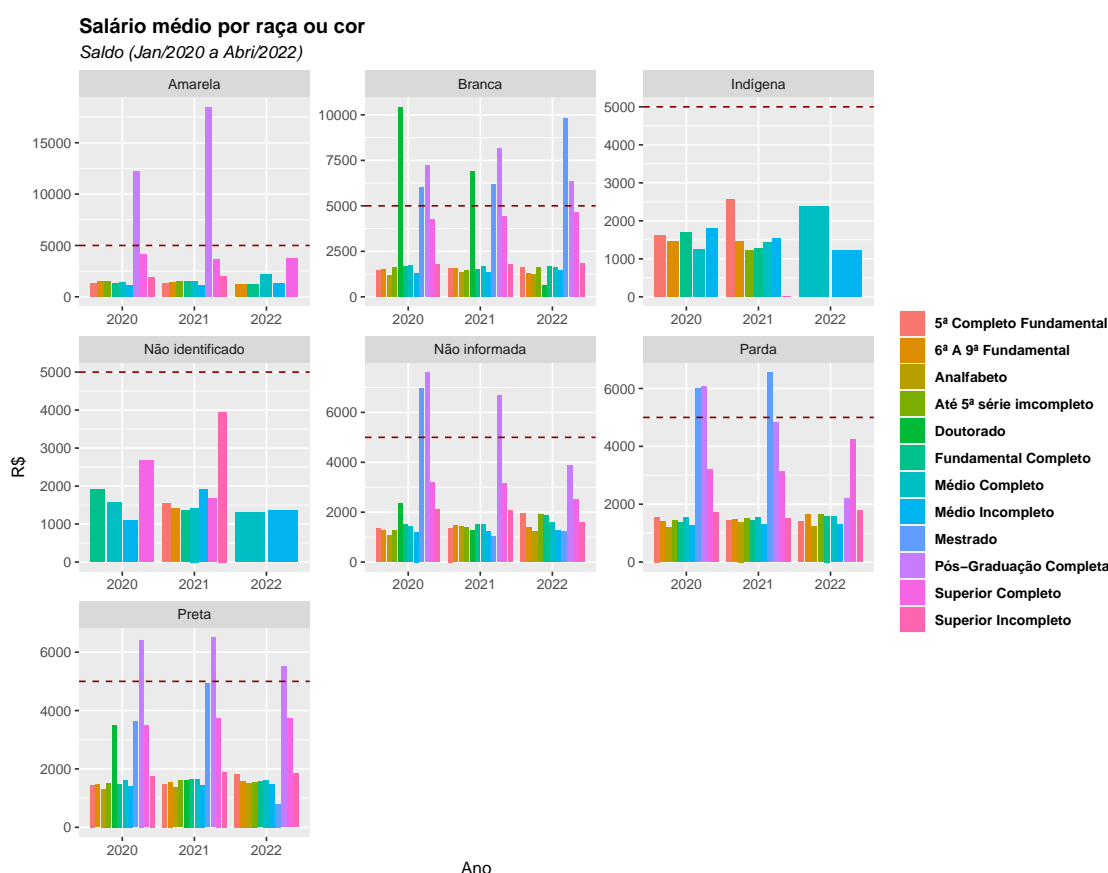 Salário médio por raça ou cor
Saldo (Jan/2020 a Abri/2022)
Amarela
Branca
Indígena
15000
10000
5000
0
10000
7500
5000
2500
0
5000
4000
3000
2000
1000
0
2020 2021 2022
2020 2021 2022
2020 2021 2022
Não identificado
Não informada
Parda
5000
4000
3000
2000
1000
0
6000
4000
2000
0
6000
4000
2000
0
2020 2021 2022
2020 2021 2022
2020 2021 2022
Preta
6000
4000
2000
0
2020 2021 2022
R$
Ano
5ª Completo Fundamental
6ª A 9ª Fundamental
Analfabeto
Até 5ª série imcompleto
Doutorado
Fundamental Completo
Médio Completo
Médio Incompleto
Mestrado
Pós−Graduação Completa
Superior Completo
Superior Incompleto